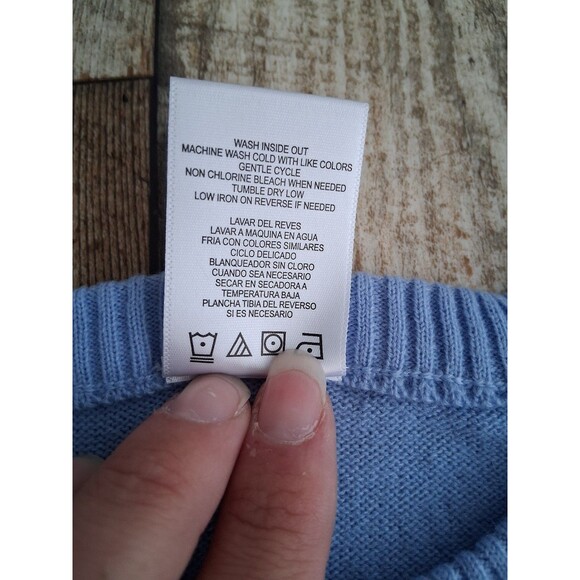 WASH INSIDE OUT
MACHINE WASH COLD WITH LIKE COLORS
GENTLE CYCLE
NON CHLORINE BLEACH WHEN NEEDED
TUMBLE DRY LOW
LOW IRON ON REVERSE IF NEEDED
LAVAR DEL REVES
LAVAR A MAQUINA EN AGUA
FRIA CON COLORES SIMILARES
CICLO DELICADO
BLANQUEADOR SIN CLORO
CUANDO SEA NECESARIO
SECAR EN SECADORA A
TEMPERATURA BAJA
PLANCHA TIBIA DEL REVERSO
SI ES NECESARIO